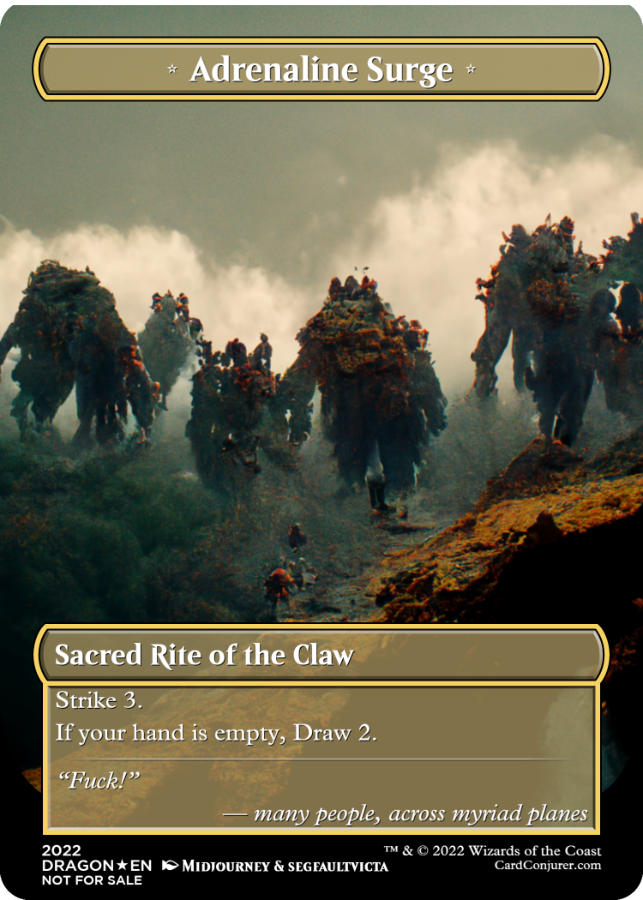 ☆ Adrenaline Surge ☆
Sacred Rite of the Claw
Strike 3.
If your hand is empty, Draw 2.
“Fuck!”
— many people, across myriad planes
2022
DRAGON★EN Midjourney & segfaultvicta
NOT FOR SALE
™ & © 2022 Wizards of the Coast
CardConjurer.com